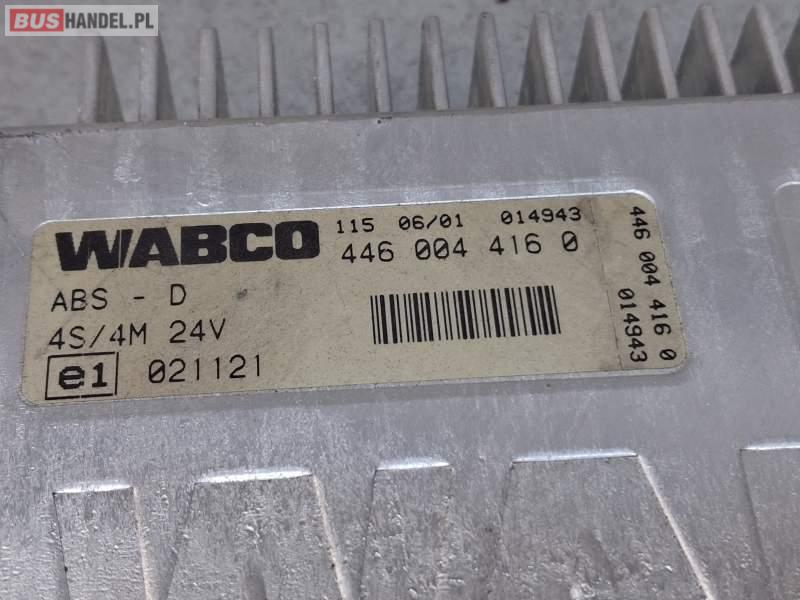 BUSHANDEL.PL
WABCO
115 06/01 014943
446 004 416 0
ABS - D
4S/4M 24V
e1 021121
446 004 416 0
014943